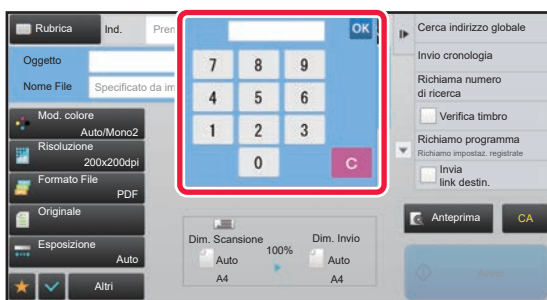 Rubrica
Ind.
Oggetto
Nome File
Specificato da im
Mod. colore
Auto/Mono2
Risoluzione
200x200dpi
Formato File
PDF
Originale
Esposizione
Auto
Altri
OK
7 8 9
4 5 6
1 2 3
0 C
Dim. Scansione
100%
Dim. Invio
Auto
A4
Auto
A4
Cerca indirizzo globale
Invio cronologia
Richiama numero
di ricerca
Verifica timbro
Richiamo programma
Richiamo impostaz. registrate
Invia
link destin.
Anteprima
CA